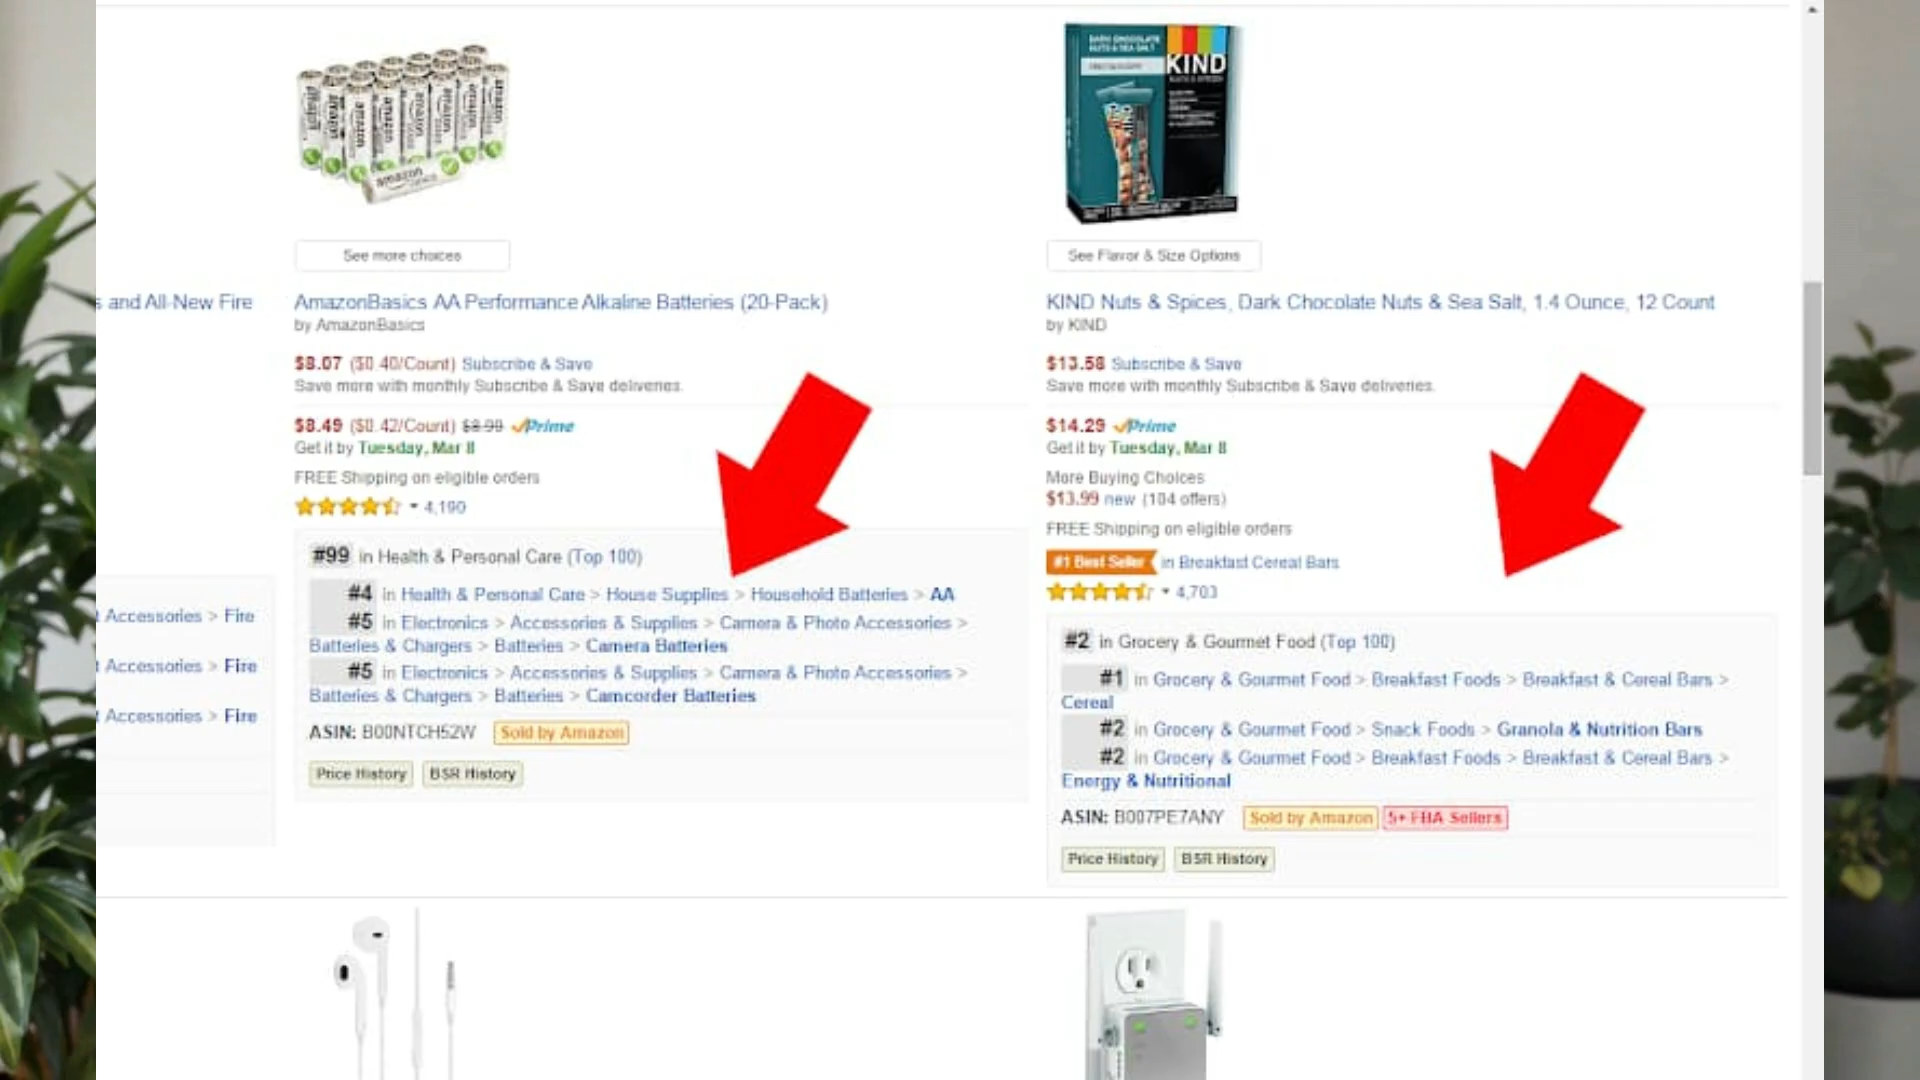 See more choices
s and All-New Fire
AmazonBasics AA Performance Alkaline Batteries (20-Pack)
by AmazonBasics
$8.07 ($0.40/Count) Subscribe & Save
Save more with monthly Subscribe & Save deliveries.
$8.49 ($0.42/Count) $8.99 Prime
Get it by Tuesday, Mar 8
FREE Shipping on eligible orders
4,190
#99 in Health & Personal Care (Top 100)
#4 in Health & Personal Care > House Supplies > Household Batteries > AA
#5 in Electronics > Accessories & Supplies > Camera & Photo Accessories >
Batteries & Chargers > Batteries > Camera Batteries
#5 in Electronics > Accessories & Supplies > Camera & Photo Accessories >
Batteries & Chargers > Batteries > Camcorder Batteries
ASIN: B00NTCH52W Sold by Amazon
Price History BSR History
Accessories > Fire
Accessories > Fire
Accessories > Fire
amazon
DARK CHOCOLATE
NUTS & SEA SALT
KIND
See Flavor & Size Options
KIND Nuts & Spices, Dark Chocolate Nuts & Sea Salt, 1.4 Ounce, 12 Count
by KIND
$13.58 Subscribe & Save
Save more with monthly Subscribe & Save deliveries.
$14.29 Prime
Get it by Tuesday, Mar 8
More Buying Choices
$13.99 new (104 offers)
FREE Shipping on eligible orders
#1 Best Seller in Breakfast Cereal Bars
4,703
#2 in Grocery & Gourmet Food (Top 100)
#1 in Grocery & Gourmet Food > Breakfast Foods > Breakfast & Cereal Bars >
Cereal
#2 in Grocery & Gourmet Food > Snack Foods > Granola & Nutrition Bars
#2 in Grocery & Gourmet Food > Breakfast Foods > Breakfast & Cereal Bars >
Energy & Nutritional
ASIN: B007PE7ANY Sold by Amazon 5+ FBA Sellers
Price History BSR History